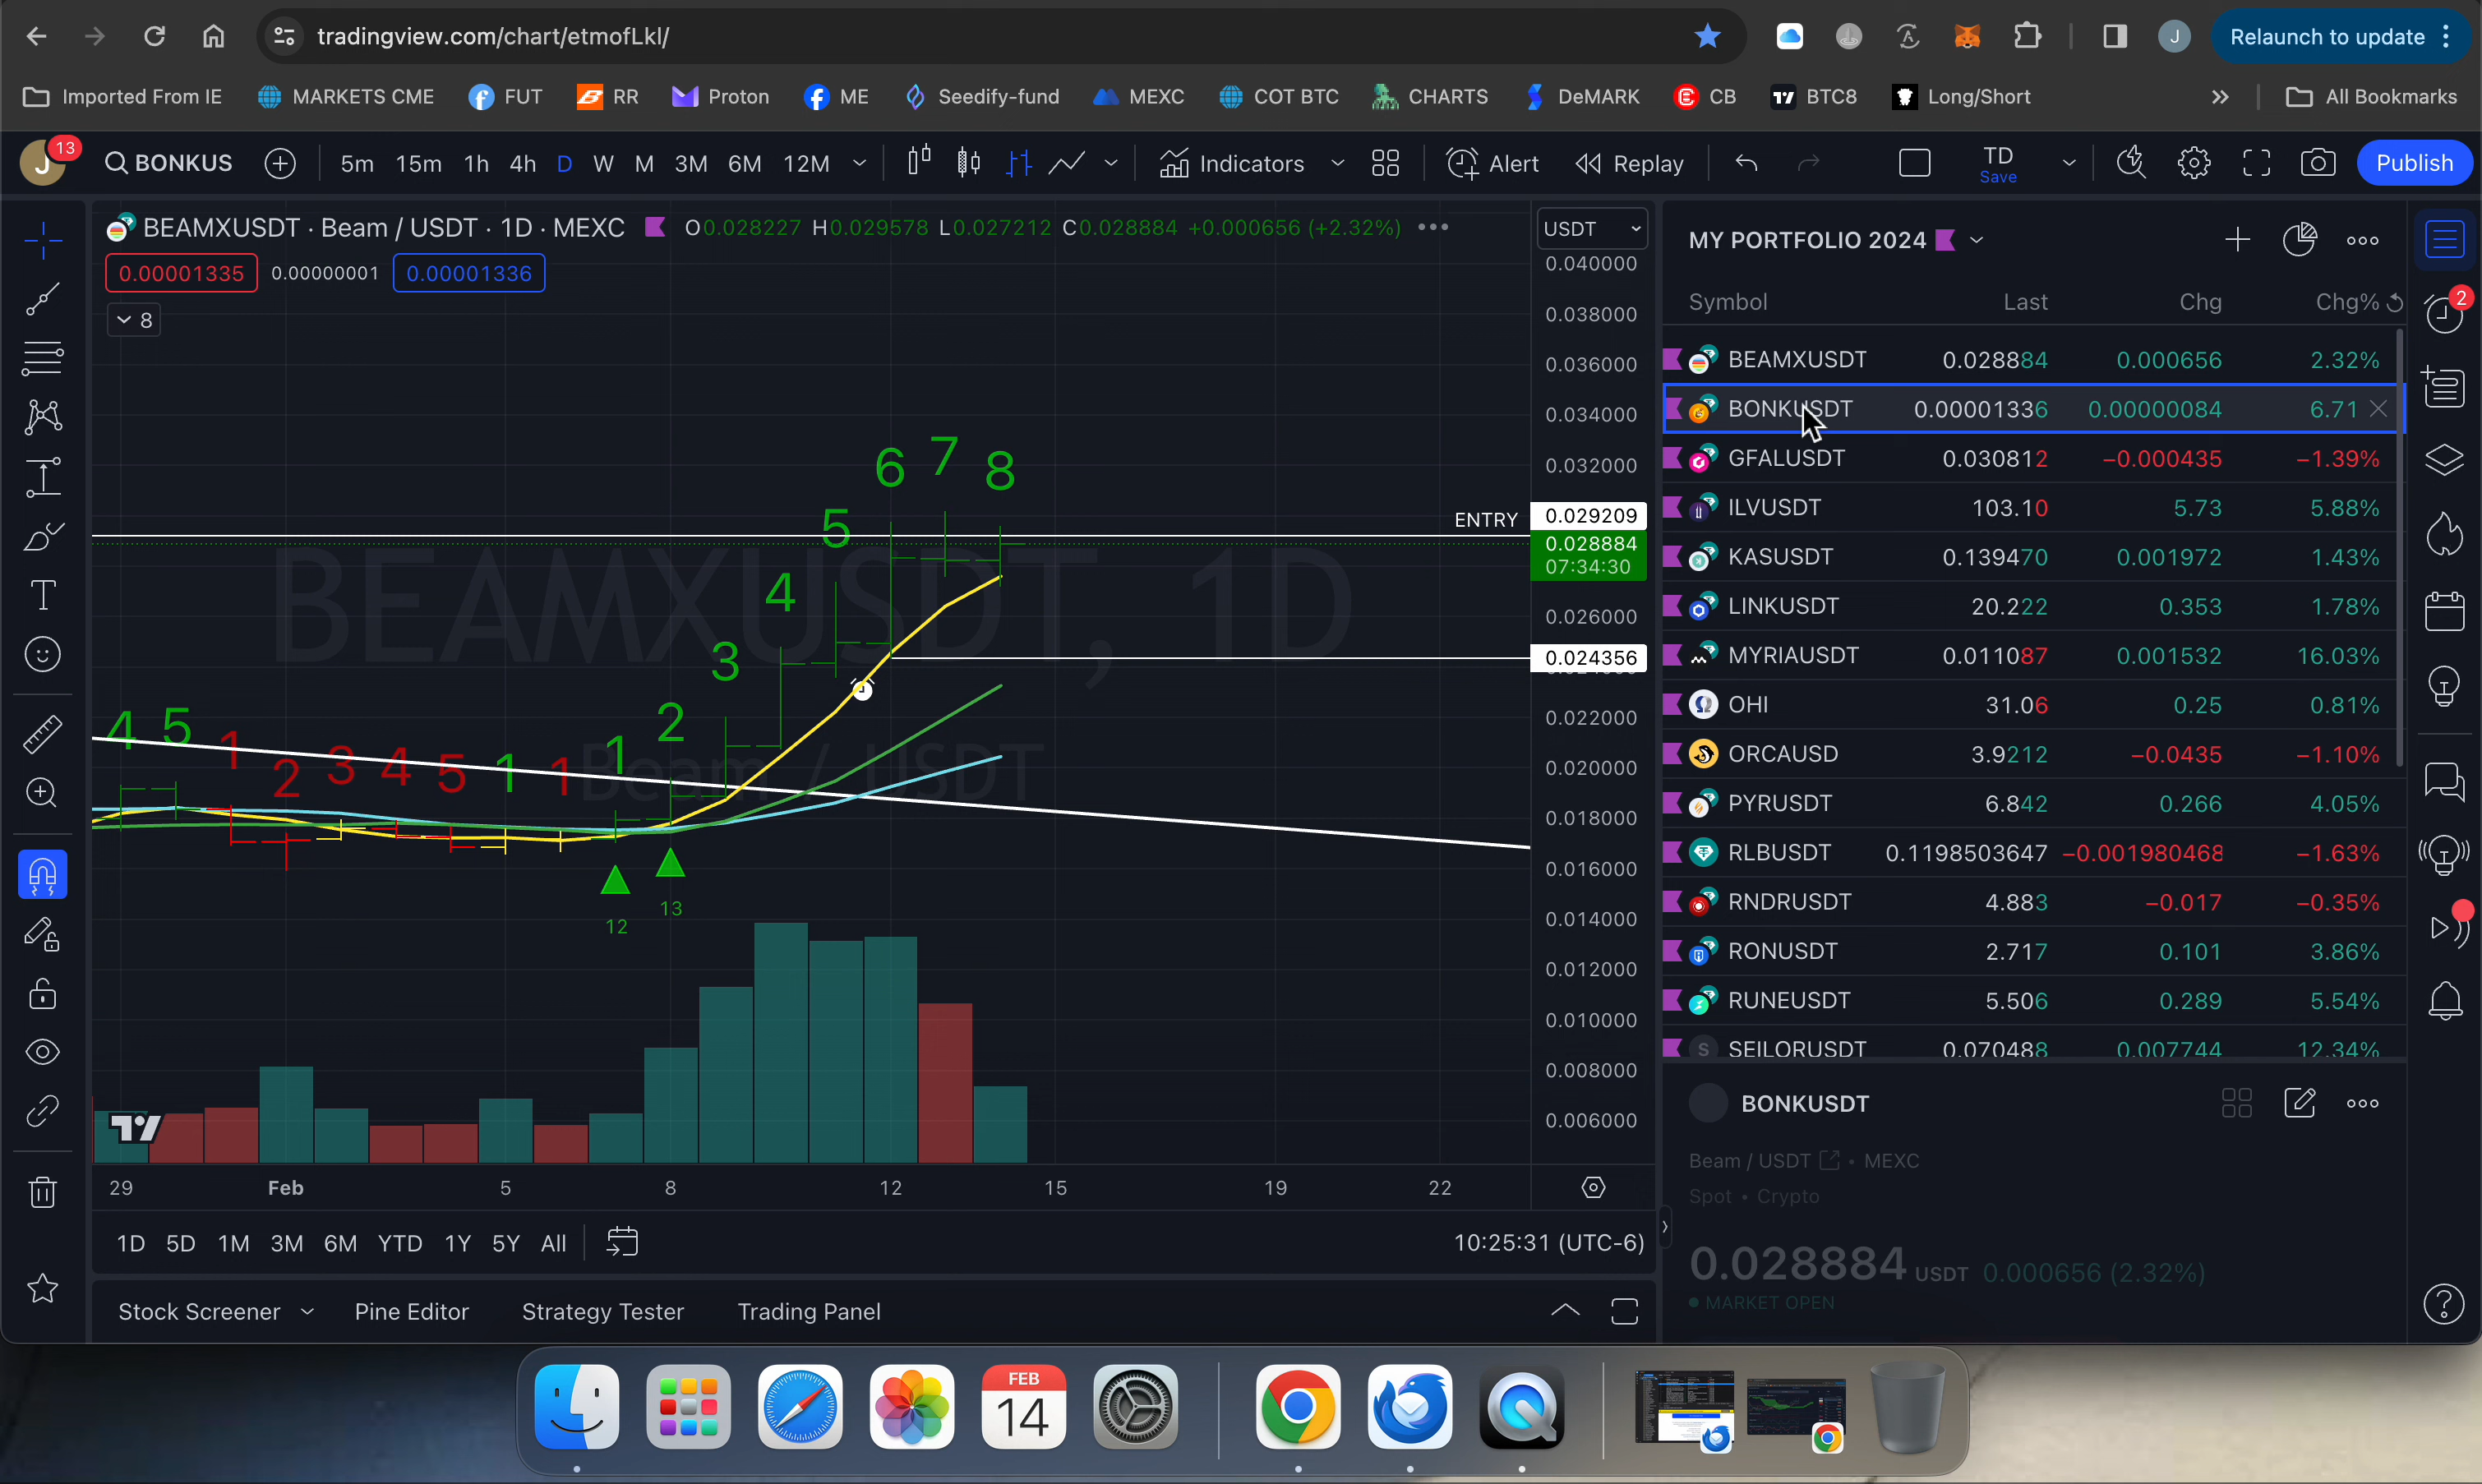 tradingview.com/chart/etmofLkl/
J
Relaunch to update
Imported From IE
MARKETS CME
FUT
RR
Proton
ME
Seedify-fund
MEXC
COT BTC
CHARTS
DeMARK
CB
BTC8
Long/Short
All Bookmarks
J
13
BONKUS
5m
15m
1h
4h
D
W
M
3M
6M
12M
Indicators
Alert
Replay
TD
Save
Publish
BEAMXUSDT · Beam / USDT · 1D · MEXC
O0.028227 H0.029578 L0.027212 C0.028884 +0.000656 (+2.32%)
0.00001335
0.00000001
0.00001336
8
USDT
0.040000
0.038000
0.036000
0.034000
0.032000
ENTRY
0.029209
0.028884
07:34:30
0.026000
0.024356
0.022000
0.020000
0.018000
0.016000
0.014000
0.012000
0.010000
0.008000
0.006000
BEAMXUSDT, 1D
Beam / USDT
4 5 1 2 3 4 5 1 1 1 2 3 4 5 6 7 8
12
13
29
Feb
5
8
12
15
19
22
1D
5D
1M
3M
6M
YTD
1Y
5Y
All
10:25:31 (UTC-6)
Stock Screener
Pine Editor
Strategy Tester
Trading Panel
MY PORTFOLIO 2024
Symbol Last Chg Chg%
BEAMXUSDT 0.028884 0.000656 2.32%
BONKUSDT 0.00001336 0.00000084 6.71
GFALUSDT 0.030812 −0.000435 −1.39%
ILVUSDT 103.10 5.73 5.88%
KASUSDT 0.139470 0.001972 1.43%
LINKUSDT 20.222 0.353 1.78%
MYRIAUSDT 0.011087 0.001532 16.03%
OHI 31.06 0.25 0.81%
ORCAUSD 3.9212 −0.0435 −1.10%
PYRUSDT 6.842 0.266 4.05%
RLBUSDT 0.1198503647 −0.001980468 −1.63%
RNDRUSDT 4.883 −0.017 −0.35%
RONUSDT 2.717 0.101 3.86%
RUNEUSDT 5.506 0.289 5.54%
S SEILORUSDT 0.070488 0.007744 12.34%
BONKUSDT
Beam / USDT • MEXC
Spot • Crypto
0.028884 USDT 0.000656 (2.32%)
MARKET OPEN
2
FEB
14